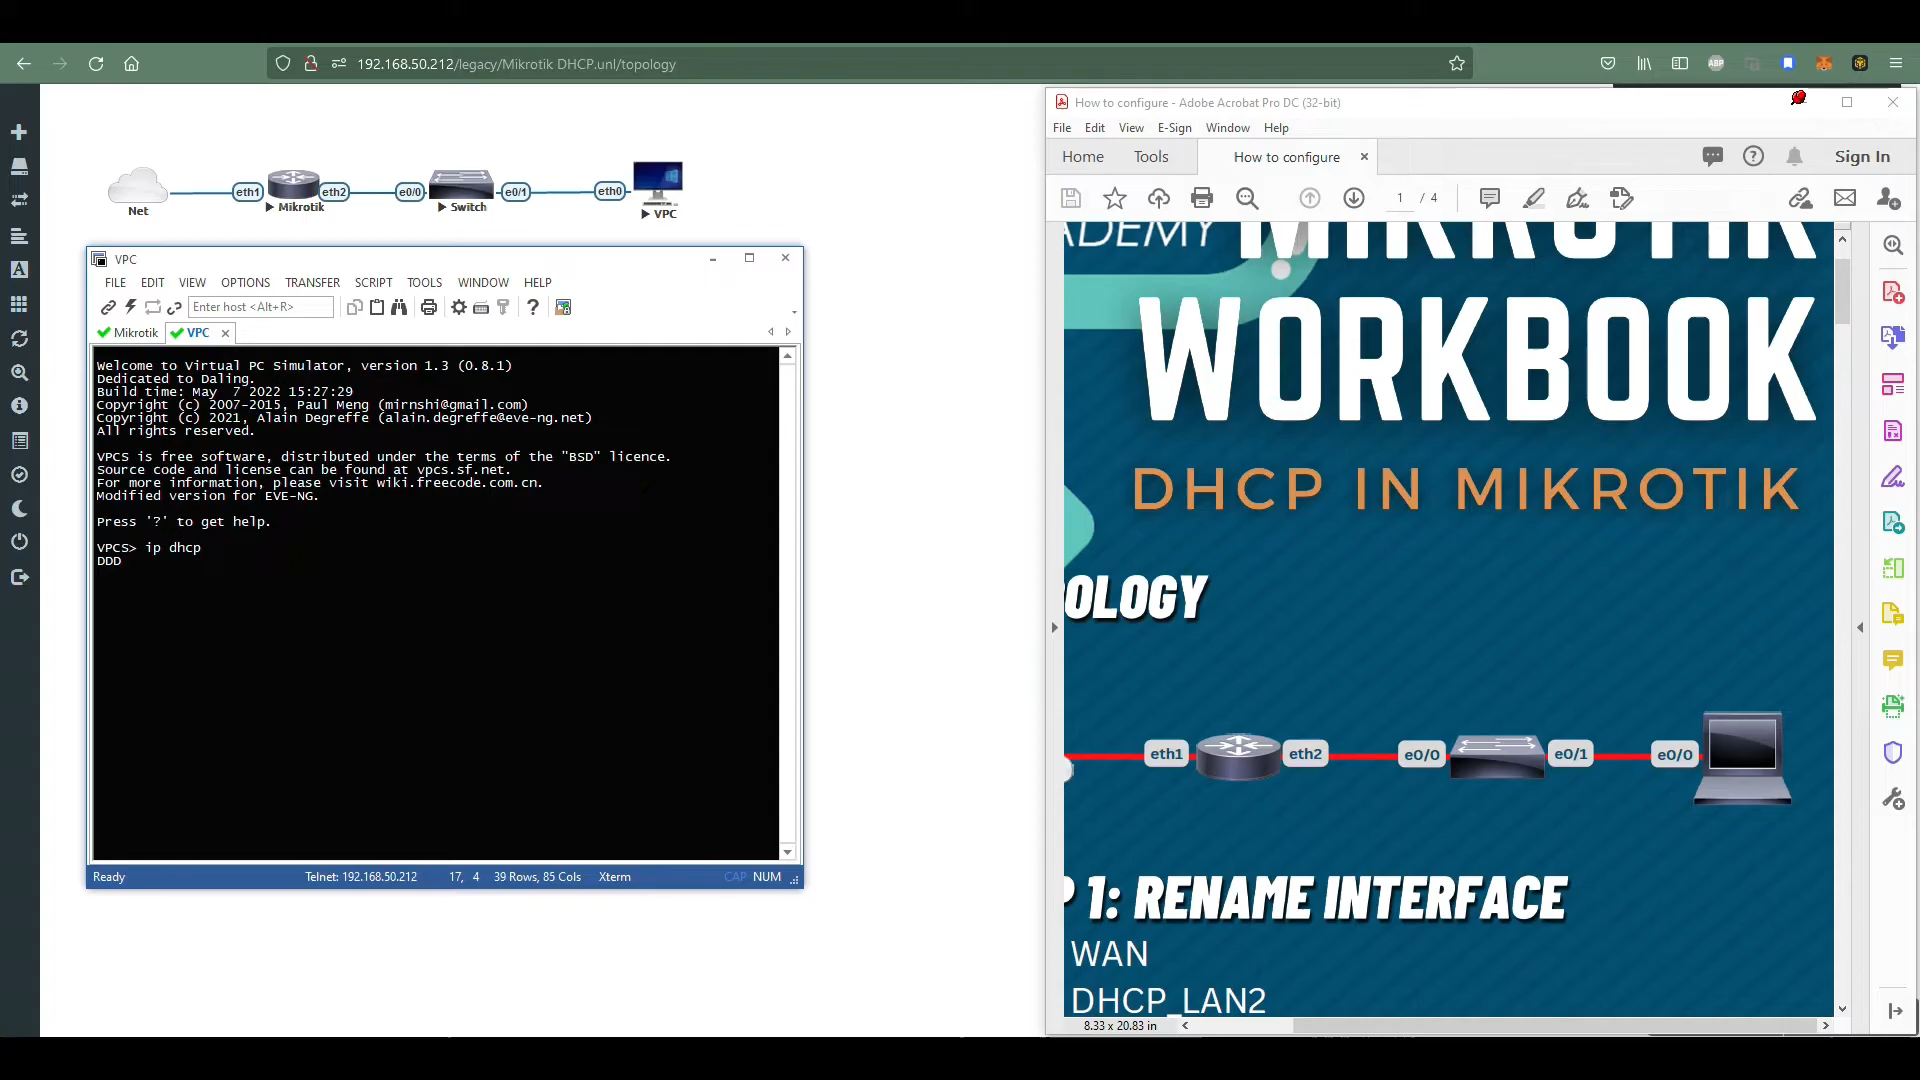 192.168.50.212/legacy/Mikrotik DHCP.unl/topology
ABP
eth1
eth2
e0/0
e0/1
eth0
Net
Mikrotik
Switch
VPC
VPC
FILE EDIT VIEW OPTIONS TRANSFER SCRIPT TOOLS WINDOW HELP
Enter host <Alt+R>
Mikrotik
VPC
Welcome to Virtual PC Simulator, version 1.3 (0.8.1)
Dedicated to Daling.
Build time: May  7 2022 15:27:29
Copyright (c) 2007-2015, Paul Meng (mirnshi@gmail.com)
Copyright (c) 2021, Alain Degreffe (alain.degreffe@eve-ng.net)
All rights reserved.
VPCS is free software, distributed under the terms of the "BSD" licence.
Source code and license can be found at vpcs.sf.net.
For more information, please visit wiki.freecode.com.cn.
Modified version for EVE-NG.
Press '?' to get help.
VPCS> ip dhcp
DDD
Ready
Telnet: 192.168.50.212
17, 4
39 Rows, 85 Cols
Xterm
CAP NUM
How to configure - Adobe Acrobat Pro DC (32-bit)
File Edit View E-Sign Window Help
Home Tools
How to configure
Sign In
1 / 4
ADEMY
MIKROTIK
WORKBOOK
DHCP IN MIKROTIK
OLOGY
eth1
eth2
e0/0
e0/1
e0/0
P 1: RENAME INTERFACE
WAN
DHCP_LAN2
8.33 x 20.83 in